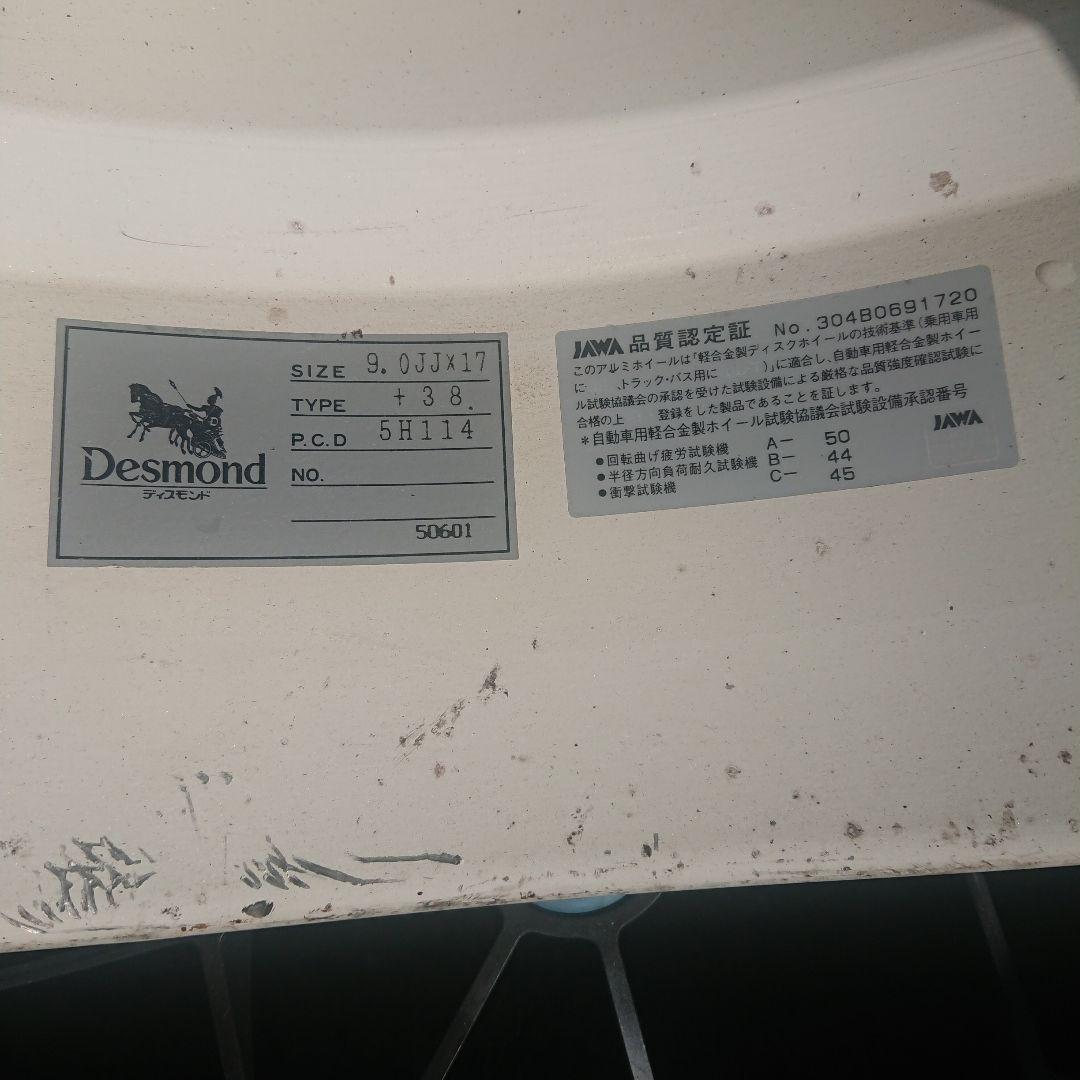 SIZE 9.0JJX17
TYPE +38.
P.C.D 5H114
NO.
50601
Desmond
ディスモンド
JAWA 品質認定証 No.304B0691720
このアルミホイールは「軽合金製ディスクホイールの技術基準(乗用車用
に トラック・バス用に )」に適合し、自動車用軽合金製ホイー
ル試験協議会の承認を受けた試験設備による厳格な品質強度確認試験に
合格の上 登録をした製品であることを証します。
*自動車用軽合金製ホイール試験協議会試験設備承認番号
●回転曲げ疲労試験機 A− 50
●半径方向負荷耐久試験機 B− 44
●衝撃試験機 C− 45
JAWA